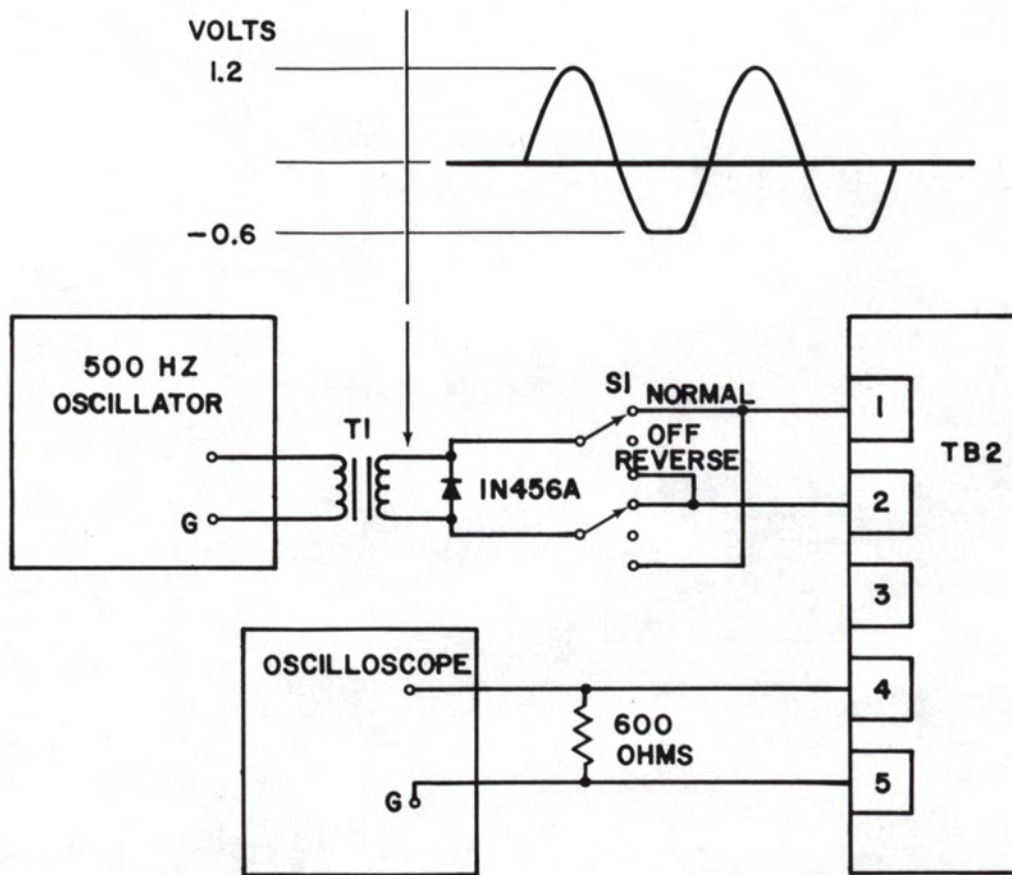 VOLTS
1.2
-0.6
500 HZ
OSCILLATOR
T1
G
S1 NORMAL
OFF
REVERSE
1N456A
1
TB2
2
3
OSCILLOSCOPE
4
600
OHMS
G
5